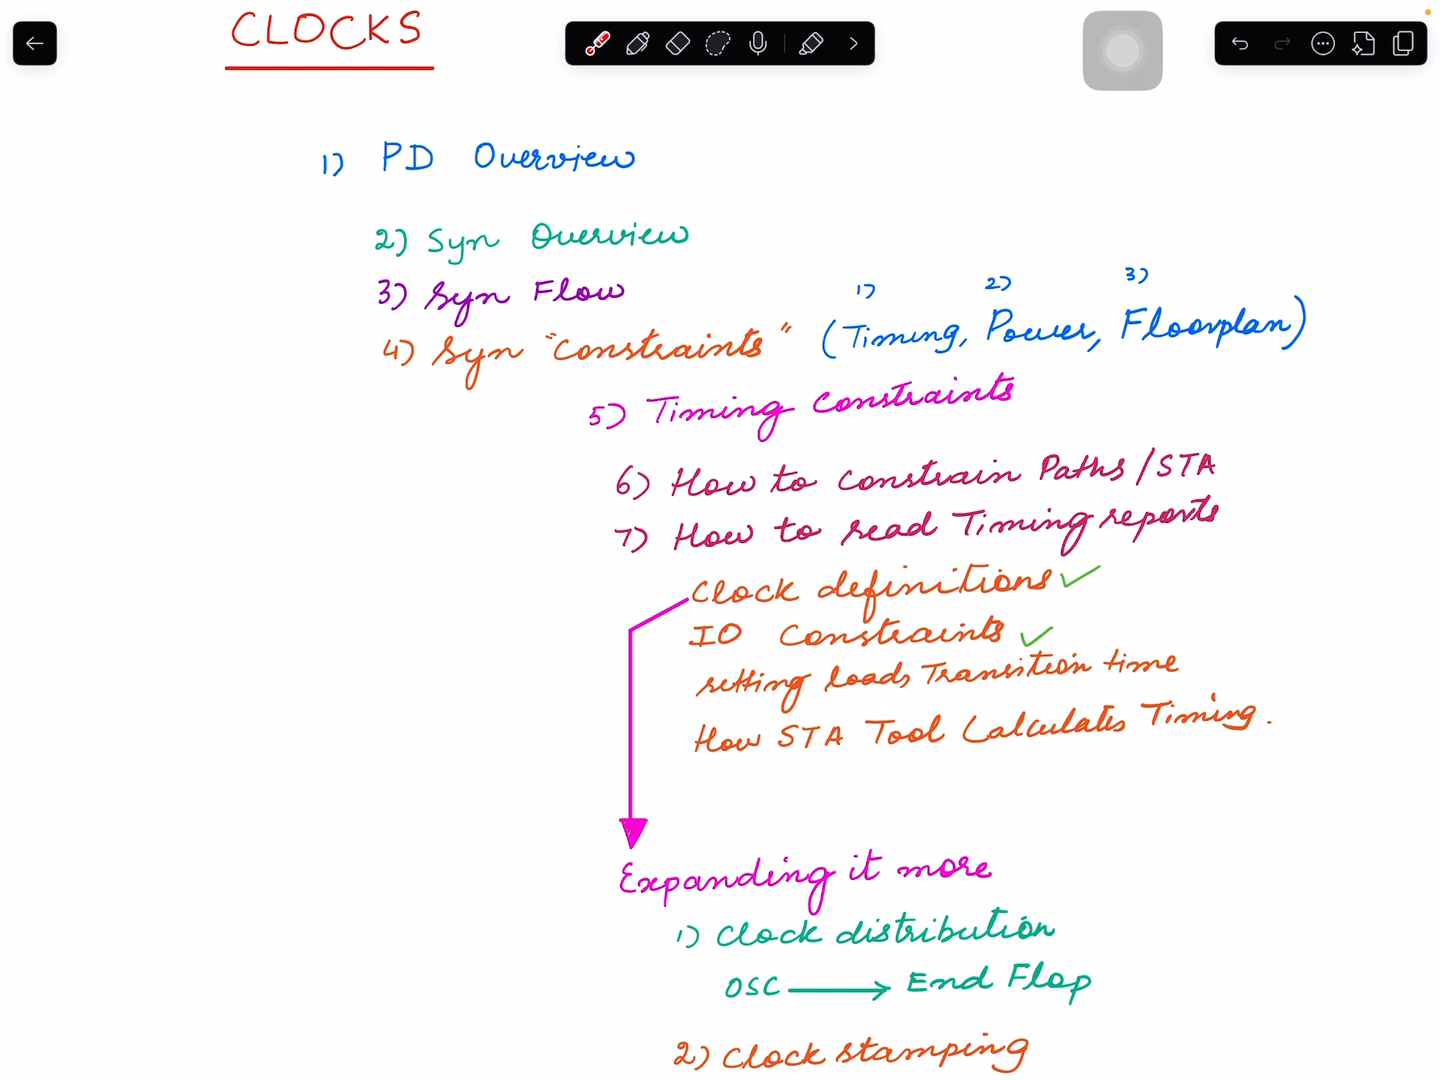 CLOCKS
1) PD Overview
2) Syn Overview
3) Syn Flow
1) 2) 3)
4) Syn "Constraints" (Timing, Power, Floorplan)
5) Timing Constraints
6) How to constrain Paths/STA
7) How to read Timing reports
Clock definitions ✓
IO Constraints ✓
setting loads, Transition time
How STA Tool Calculates Timing.
Expanding it more
1) Clock distribution
OSC → End Flop
2) Clock stamping